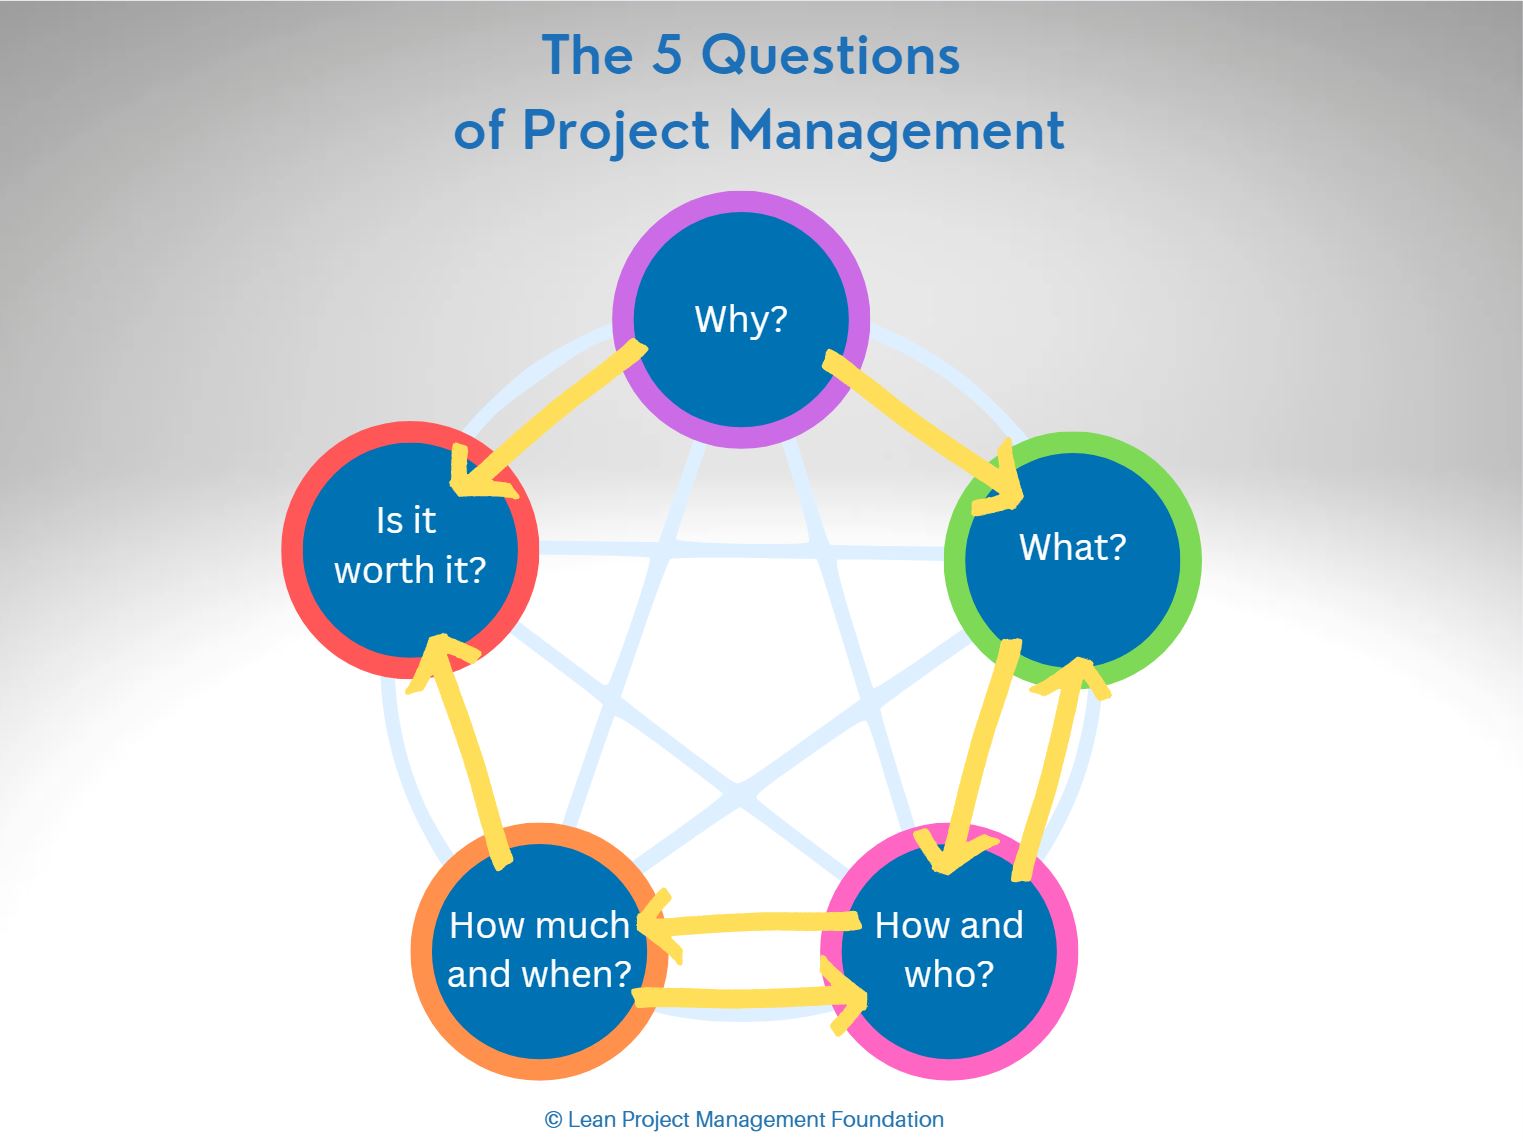 The 5 Questions
of Project Management
Why?
Is it
worth it?
What?
How much
and when?
How and
who?
© Lean Project Management Foundation